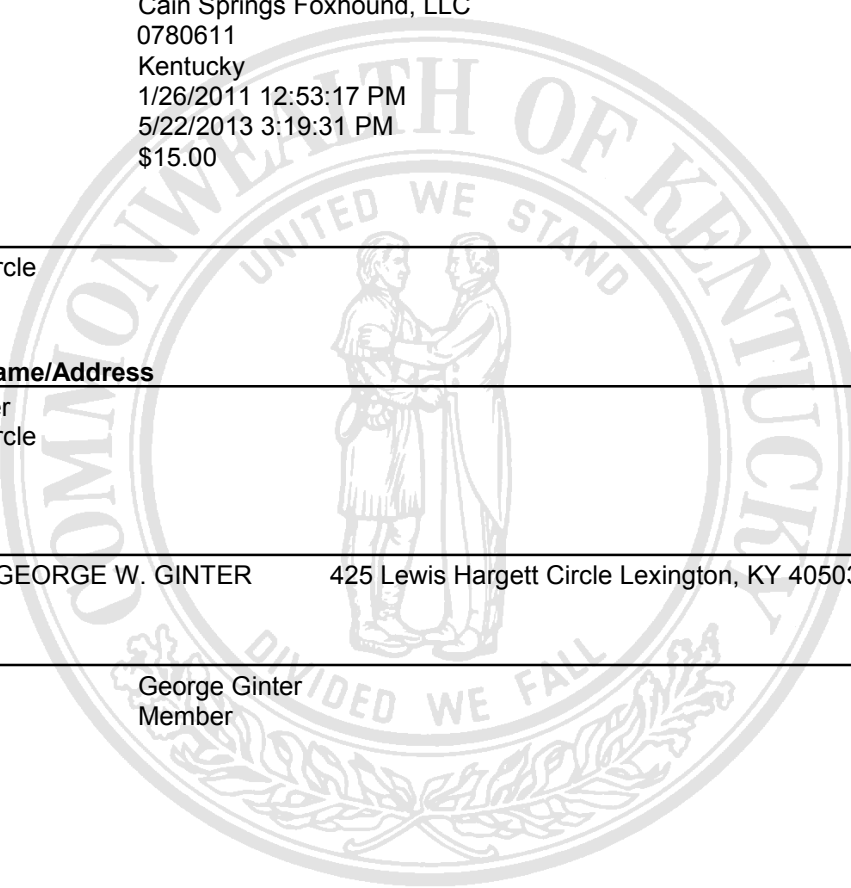 Cain Springs Foxhound, LLC
0780611
Kentucky
1/26/2011 12:53:17 PM
5/22/2013 3:19:31 PM
$15.00
COMMONWEALTH OF KENTUCKY
UNITED WE STAND
rcle
ame/Address
er
rcle
GEORGE W. GINTER 425 Lewis Hargett Circle Lexington, KY 40503
DIVIDED WE FALL
George Ginter
Member